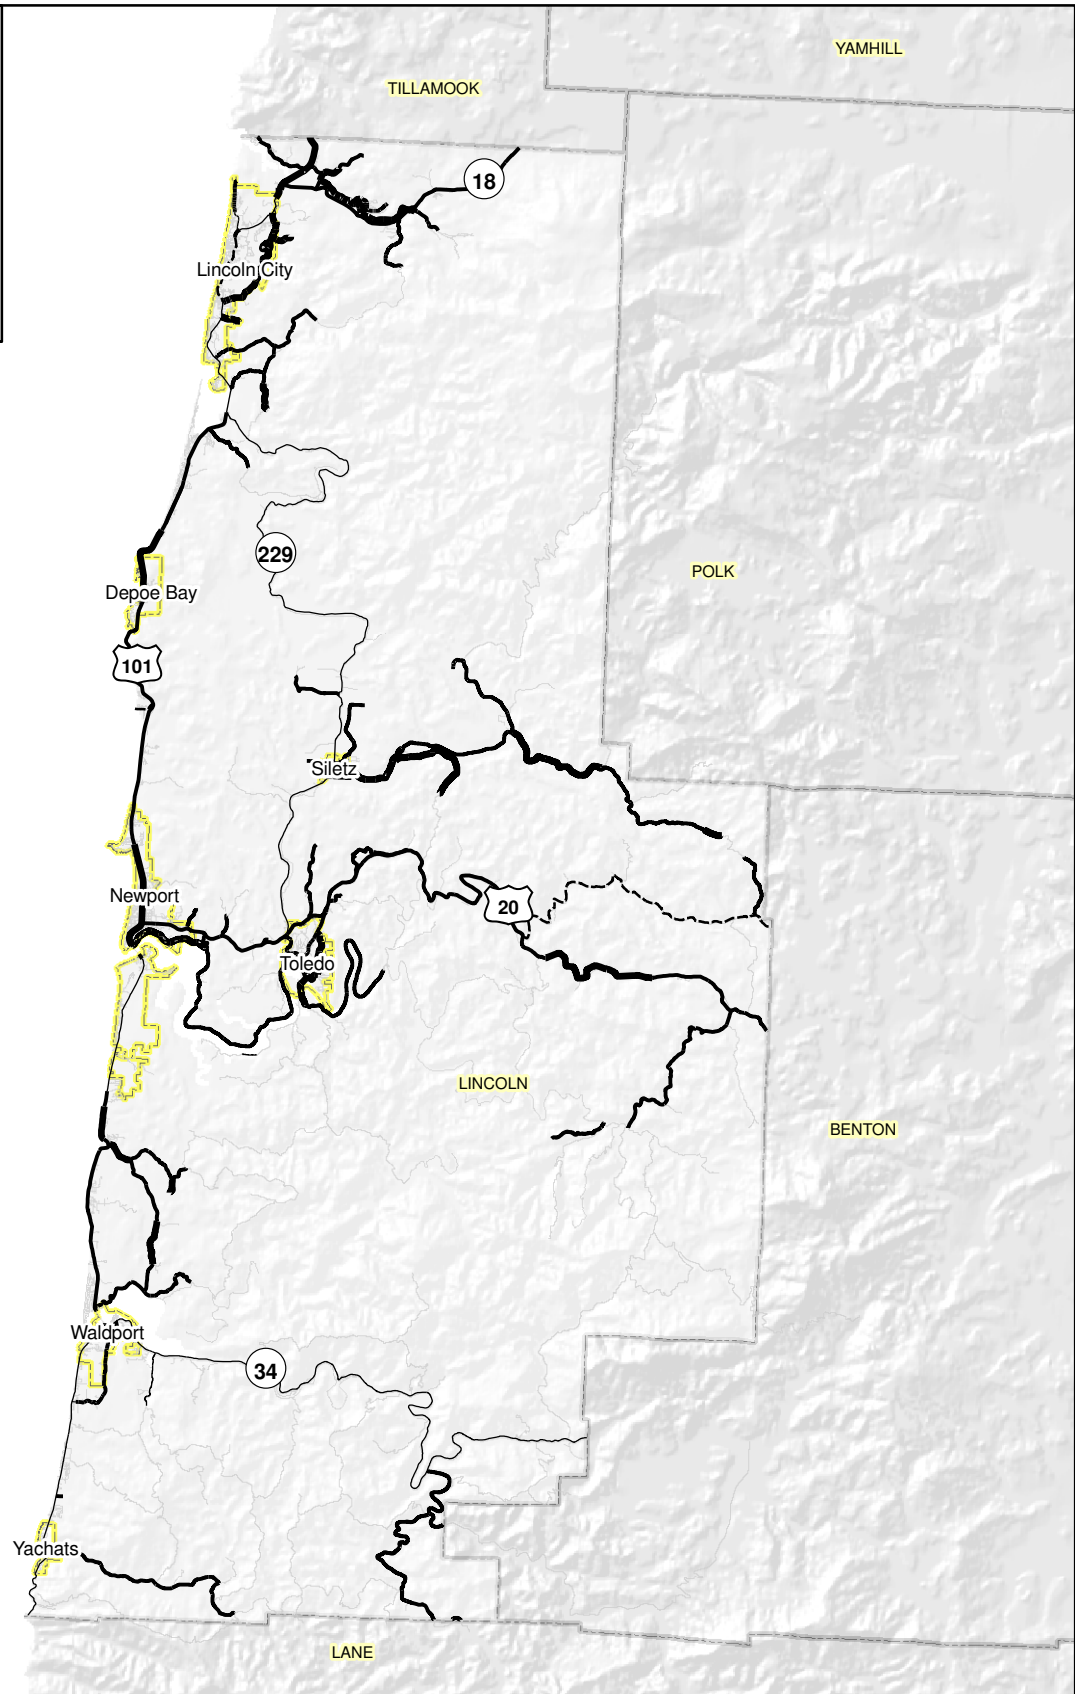 YAMHILL
TILLAMOOK
18
Lincoln City
229
POLK
Depoe Bay
101
Siletz
Newport
20
Toledo
LINCOLN
BENTON
Waldport
34
Yachats
LANE